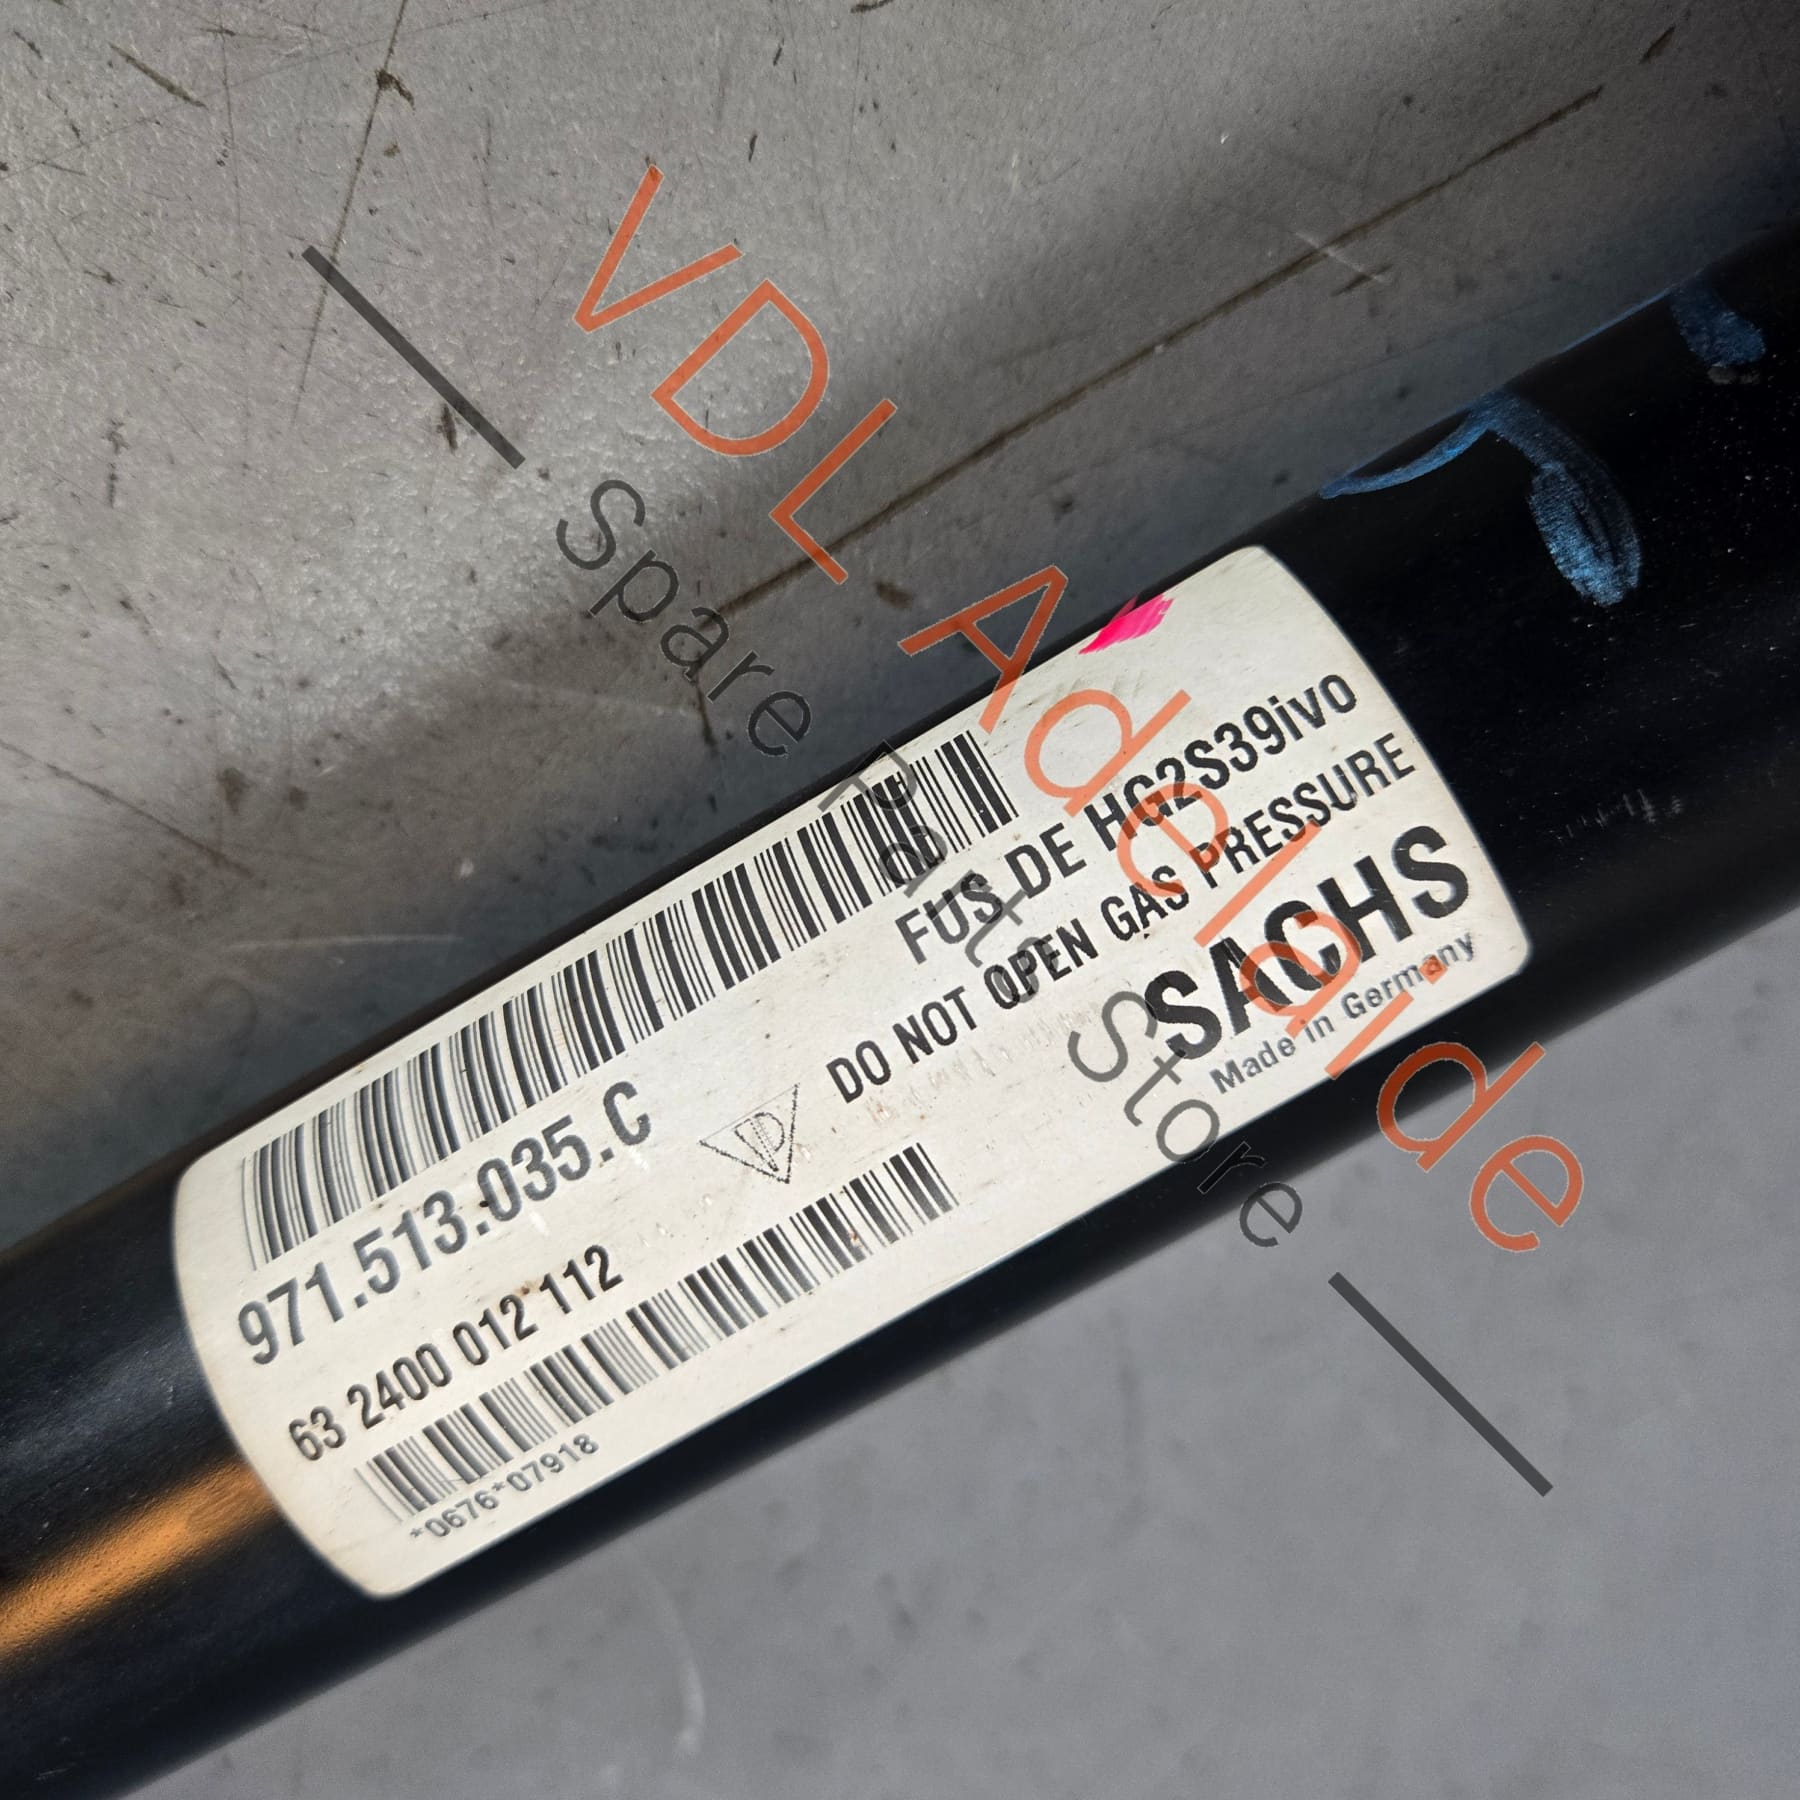 VDL Adelaide
Spare Parts Store
FUS DE HG2S39ivo
971.513.035.C
DO NOT OPEN GAS PRESSURE
VD
SACHS
Made in Germany
63 2400 012 112
*0676*07918